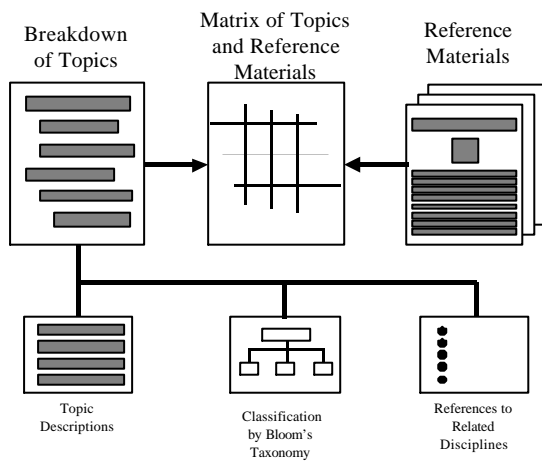 Breakdown
of Topics
Matrix of Topics
and Reference
Materials
Reference
Materials
Topic
Descriptions
Classification
by Bloom's
Taxonomy
References to
Related
Disciplines